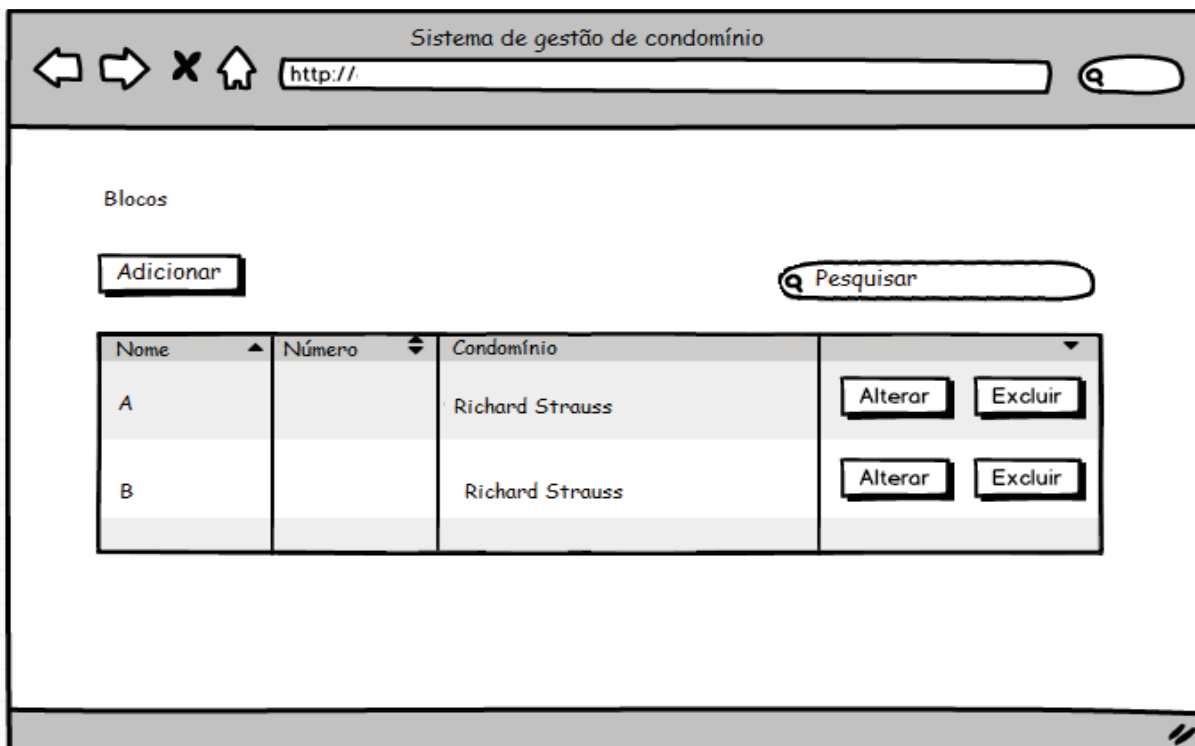 Sistema de gestão de condomínio
http://
Blocos
Adicionar
Pesquisar
Nome Número Condomínio
A Richard Strauss Alterar Excluir
B Richard Strauss Alterar Excluir